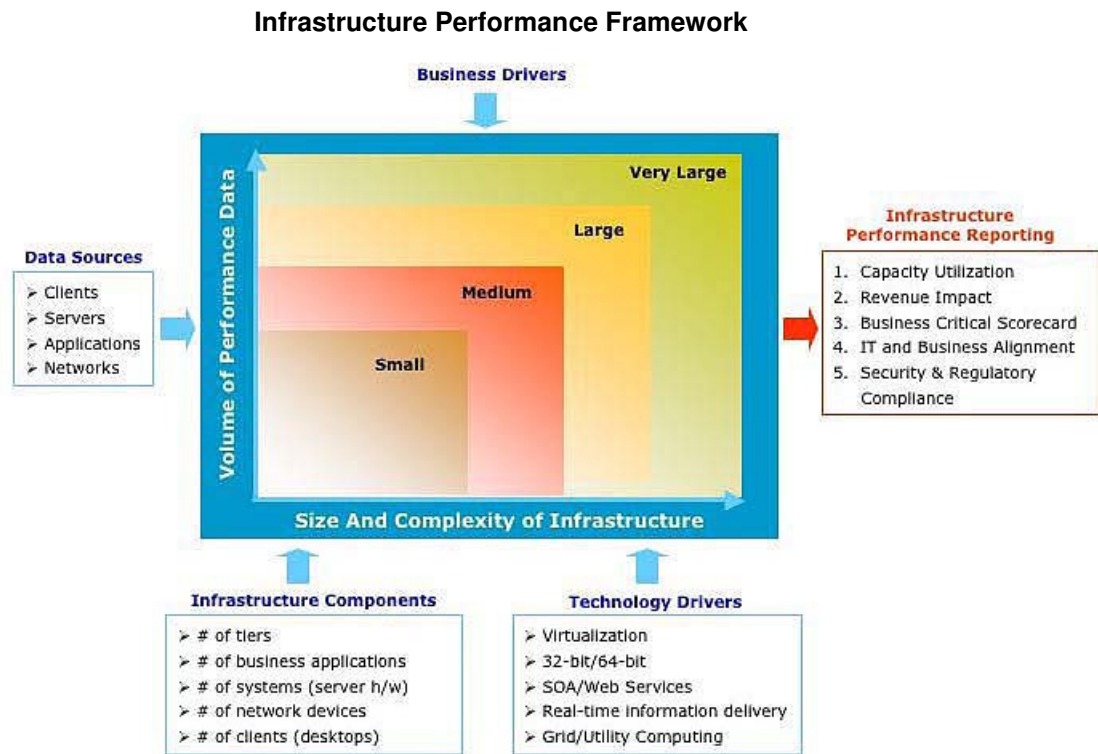 Infrastructure Performance Framework
Business Drivers
Very Large
Large
Medium
Small
Volume of Performance Data
Size And Complexity of Infrastructure
Data Sources
➢ Clients
➢ Servers
➢ Applications
➢ Networks
Infrastructure
Performance Reporting
1. Capacity Utilization
2. Revenue Impact
3. Business Critical Scorecard
4. IT and Business Alignment
5. Security & Regulatory
Compliance
Infrastructure Components
➢ # of tiers
➢ # of business applications
➢ # of systems (server h/w)
➢ # of network devices
➢ # of clients (desktops)
Technology Drivers
➢ Virtualization
➢ 32-bit/64-bit
➢ SOA/Web Services
➢ Real-time information delivery
➢ Grid/Utility Computing